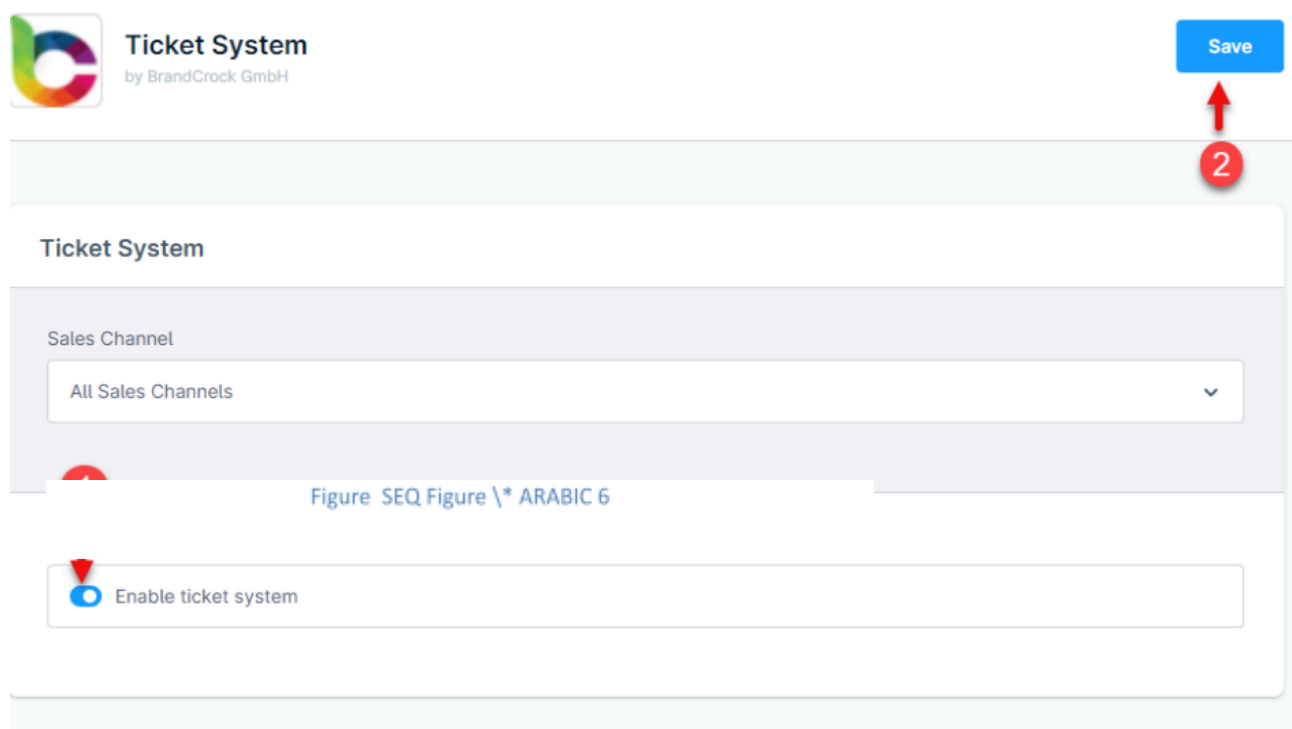 Ticket System
by BrandCrock GmbH
Save
2
Ticket System
Sales Channel
All Sales Channels
Figure SEQ Figure \* ARABIC 6
Enable ticket system